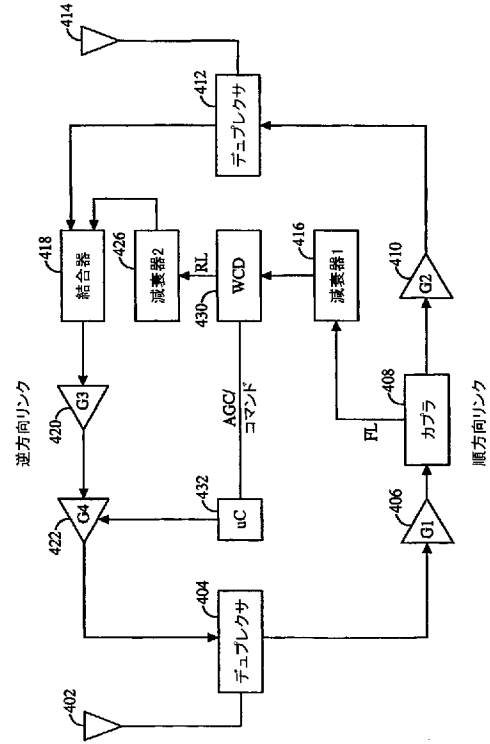 逆方向リンク
402
デュプレクサ
404
422
G4
420
G3
結合器
418
減衰器2
426
RL
WCD
430
AGC/
コマンド
uC
432
減衰器1
416
FL
G1
406
カプラ
408
G2
410
デュプレクサ
412
414
順方向リンク